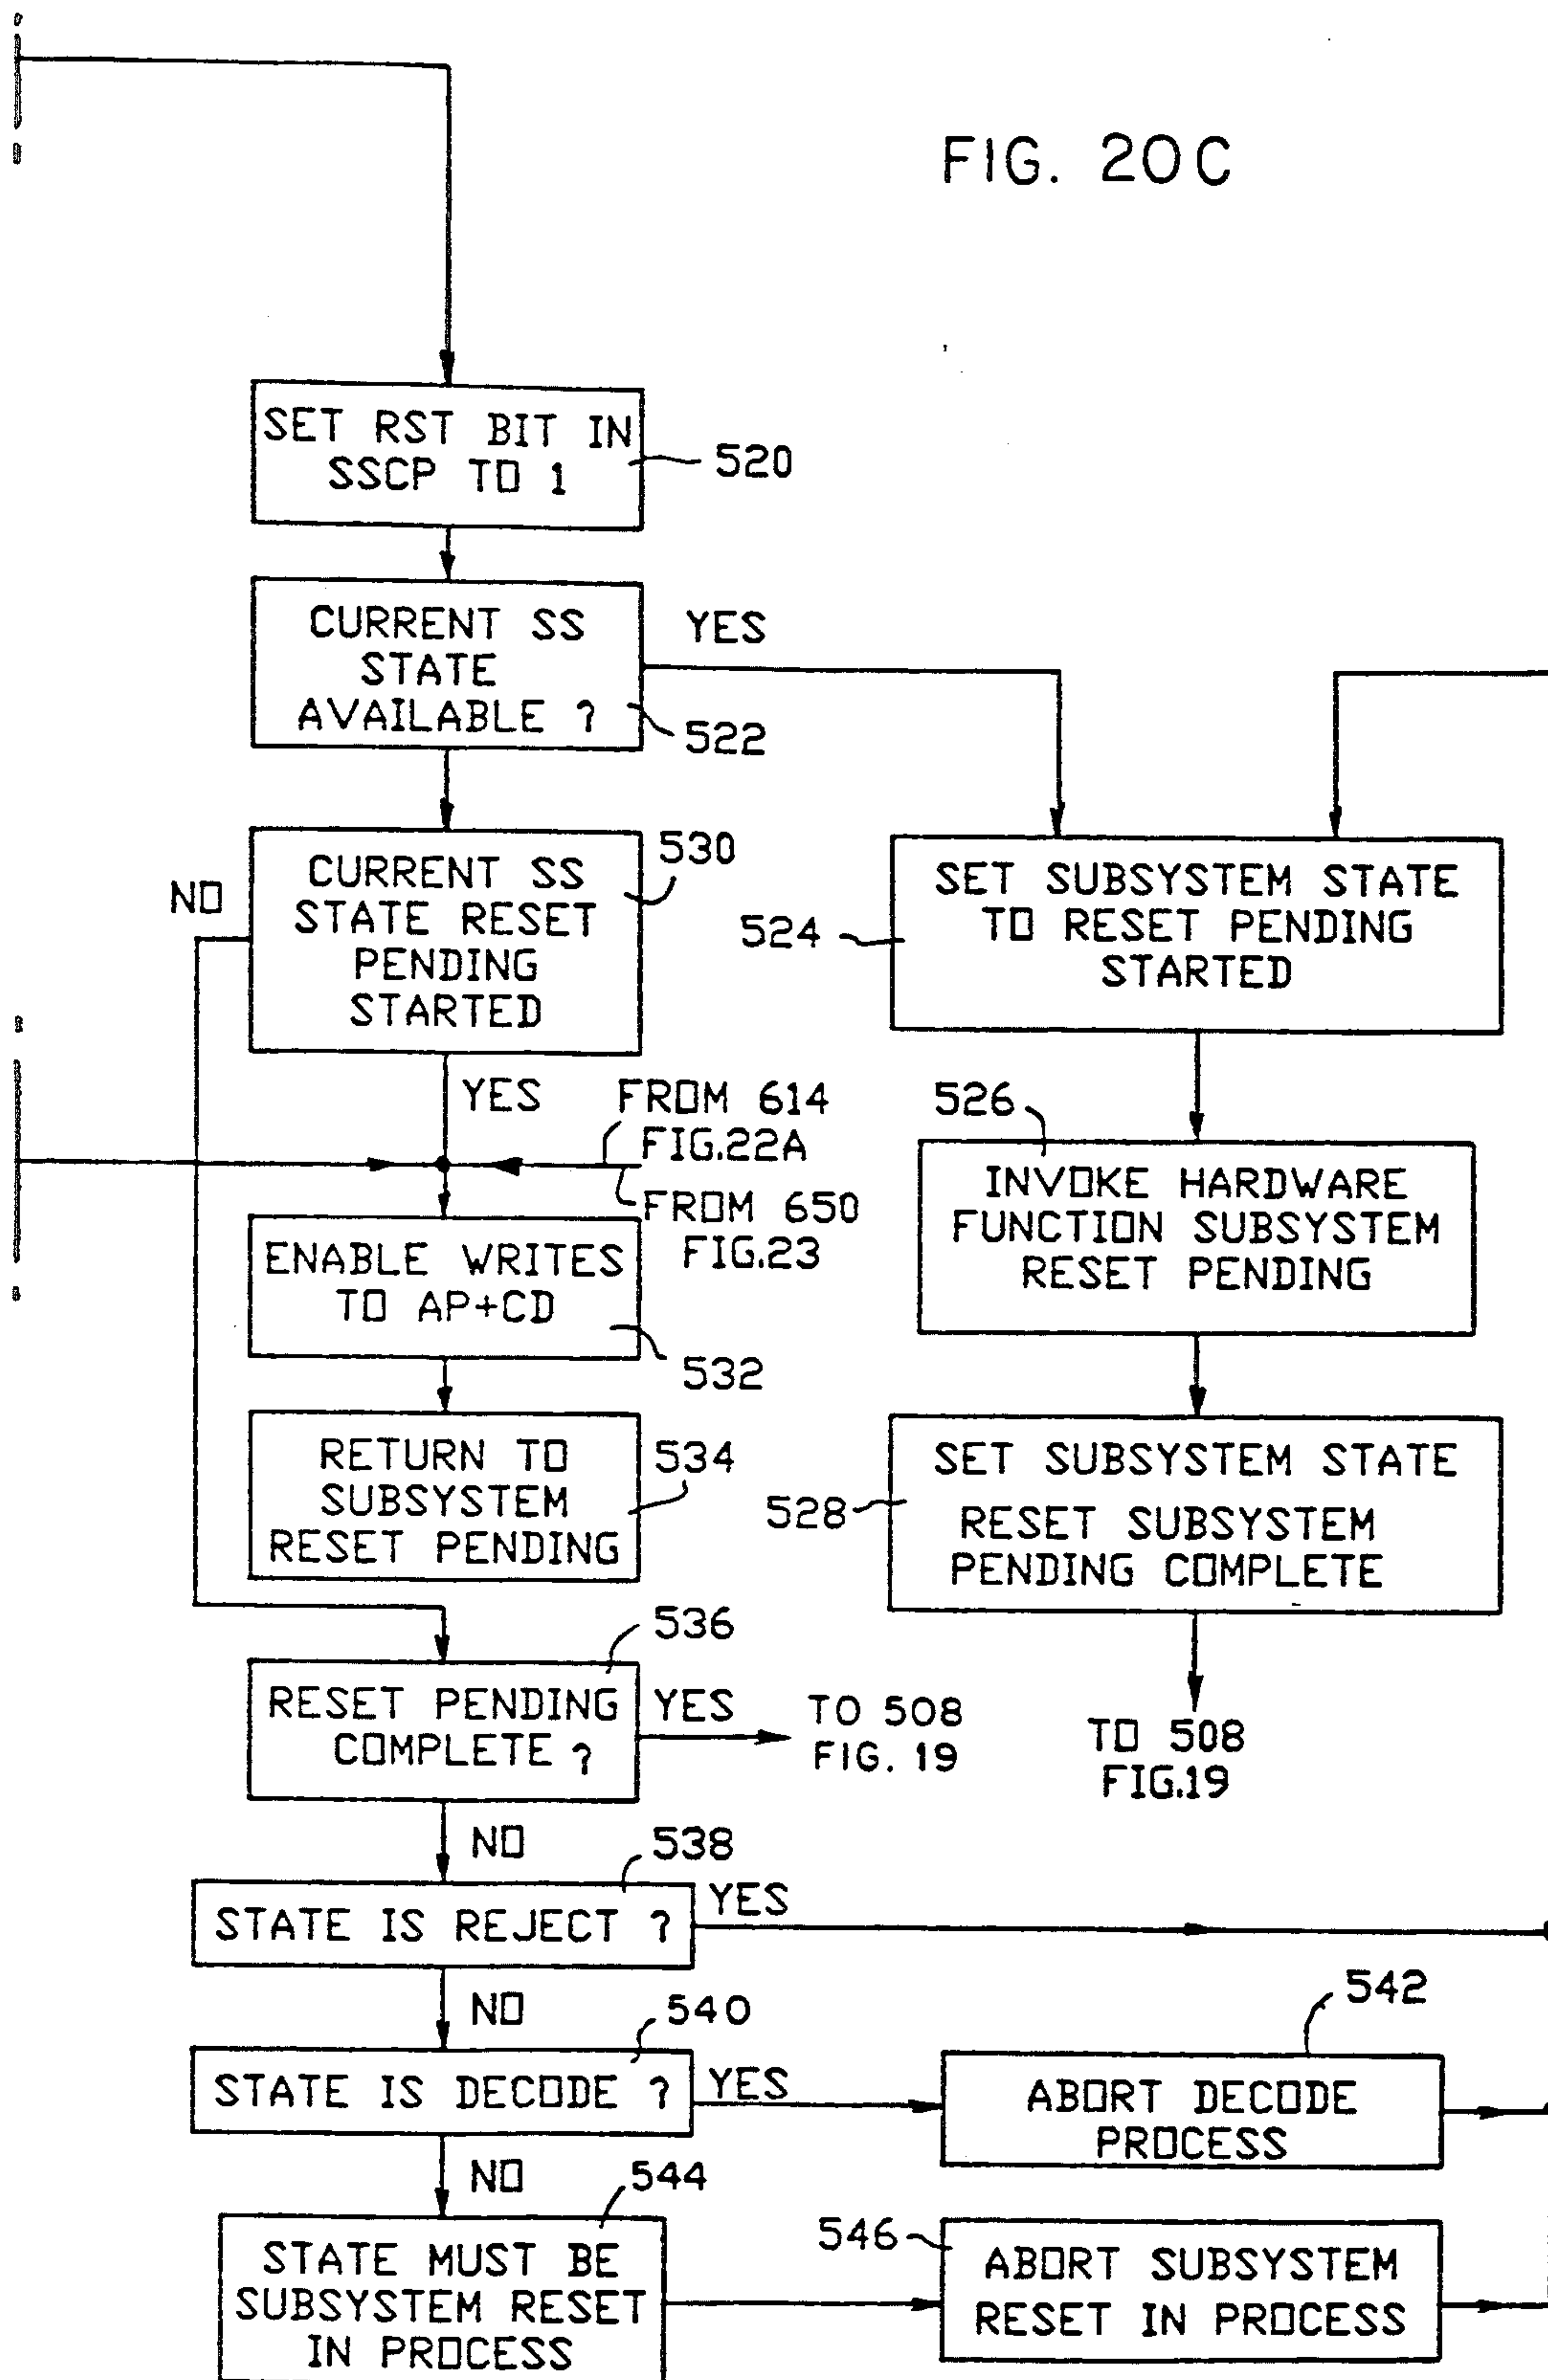 FIG. 20C
SET RST BIT IN
SSCP TO 1
520
CURRENT SS
STATE
AVAILABLE ?
YES
522
CURRENT SS
STATE RESET
PENDING
STARTED
530
NO
YES
FROM 614
FIG.22A
FROM 650
FIG.23
ENABLE WRITES
TO AP+CD
532
RETURN TO
SUBSYSTEM
RESET PENDING
534
SET SUBSYSTEM STATE
TO RESET PENDING
STARTED
524
526
INVOKE HARDWARE
FUNCTION SUBSYSTEM
RESET PENDING
SET SUBSYSTEM STATE
RESET SUBSYSTEM
PENDING COMPLETE
528
TO 508
FIG.19
536
RESET PENDING
COMPLETE ?
YES
TO 508
FIG. 19
NO
538
STATE IS REJECT ?
YES
NO
540
STATE IS DECODE ?
YES
542
ABORT DECODE
PROCESS
NO
544
STATE MUST BE
SUBSYSTEM RESET
IN PROCESS
546
ABORT SUBSYSTEM
RESET IN PROCESS